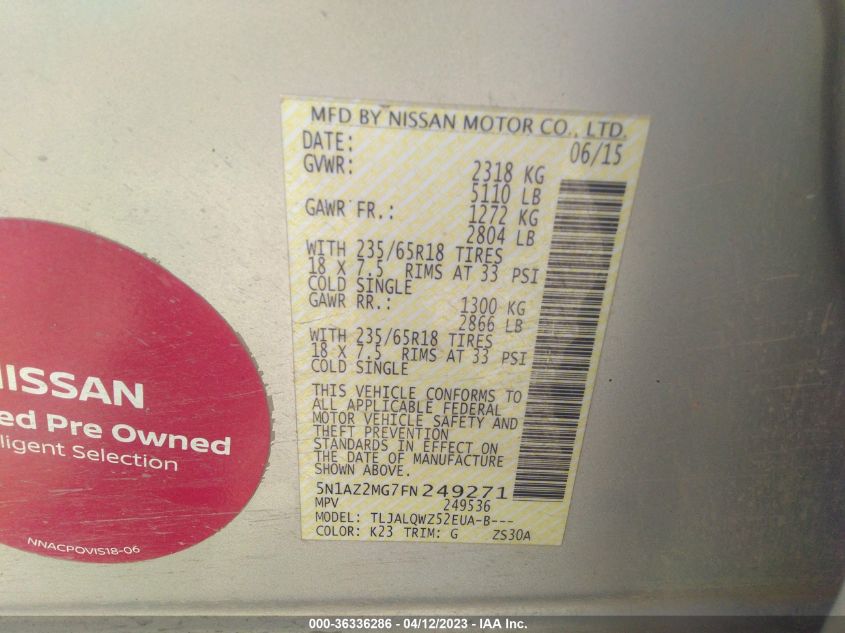 MFD BY NISSAN MOTOR CO., LTD.
DATE: 06/15
GVWR: 2318 KG
5110 LB
GAWR FR.: 1272 KG
2804 LB
WITH 235/65R18 TIRES
18 X 7.5 RIMS AT 33 PSI
COLD SINGLE
GAWR RR.: 1300 KG
2866 LB
WITH 235/65R18 TIRES
18 X 7.5 RIMS AT 33 PSI
COLD SINGLE
THIS VEHICLE CONFORMS TO
ALL APPLICABLE FEDERAL
MOTOR VEHICLE SAFETY AND
THEFT PREVENTION
STANDARDS IN EFFECT ON
THE DATE OF MANUFACTURE
SHOWN ABOVE.
5N1AZ2MG7FN249271
MPV 249536
MODEL: TLJALQWZ52EUA-B---
COLOR: K23 TRIM: G ZS30A
NISSAN
ed Pre Owned
lligent Selection
NNACPOVIS18-06
000-36336286 - 04/12/2023 - IAA Inc.